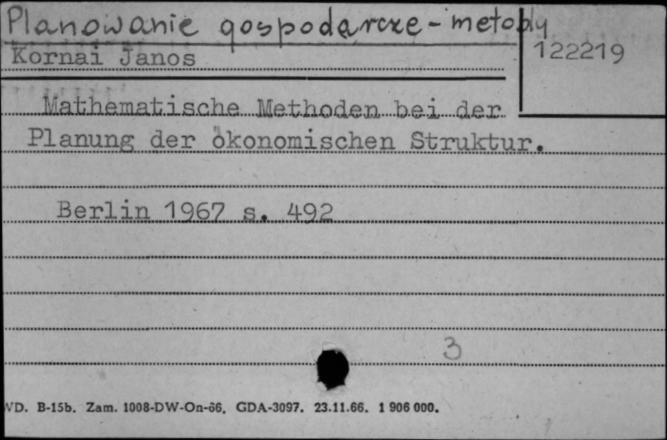 Planowanie gospodarcze - metody
122219
Kornai Janos
Mathematische Methoden bei der
Planung der ökonomischen Struktur.
Berlin 1967 s. 492
3
WD. B-15b. Zam. 1008-DW-On-66. GDA-3097. 23.11.66. 1 906 000.